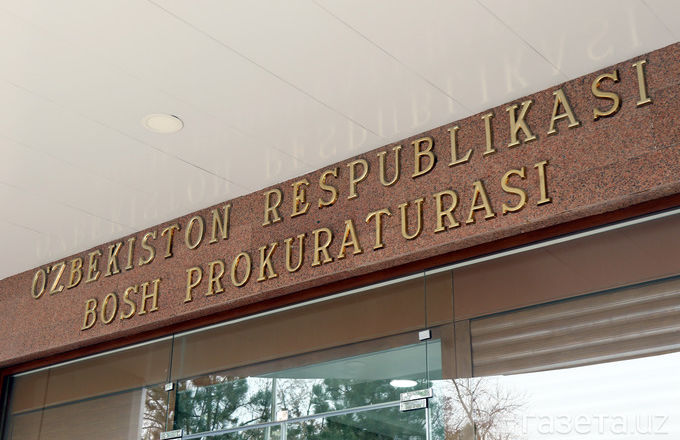 O'ZBEKISTON RESPUBLIKASI
BOSH PROKURATURASI
газета.uz